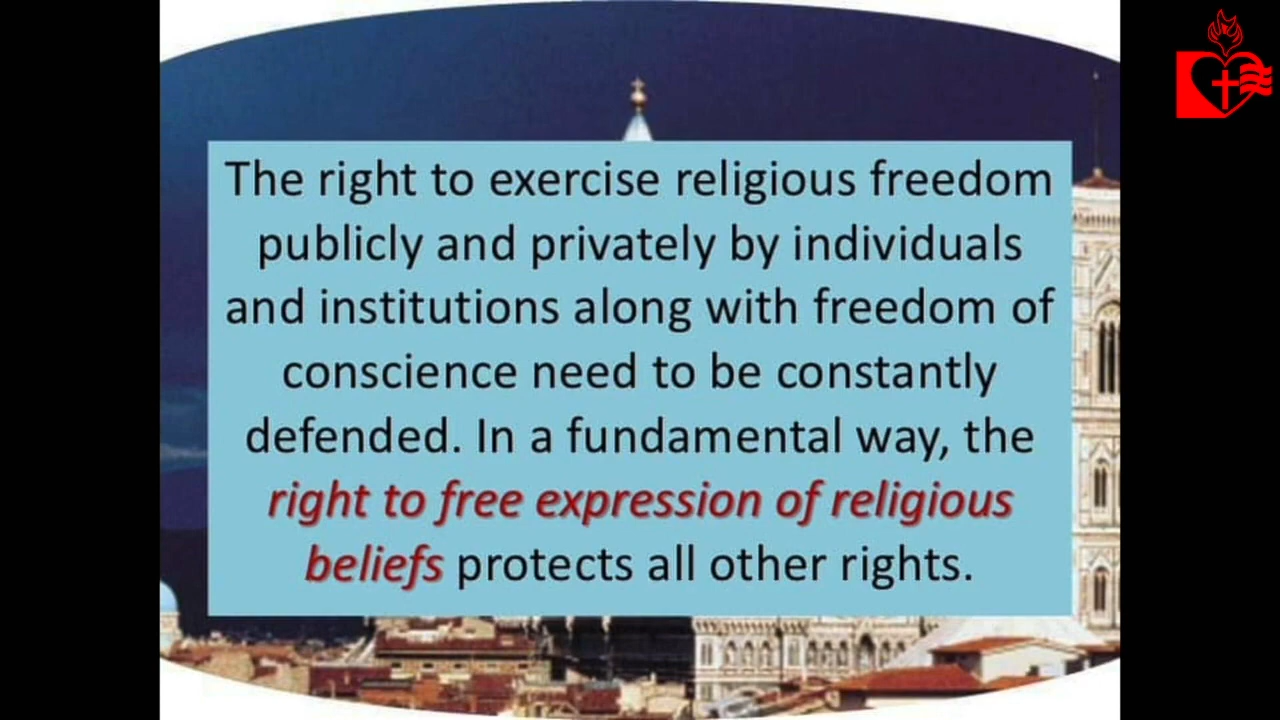 The right to exercise religious freedom
publicly and privately by individuals
and institutions along with freedom of
conscience need to be constantly
defended. In a fundamental way, the
right to free expression of religious
beliefs protects all other rights.